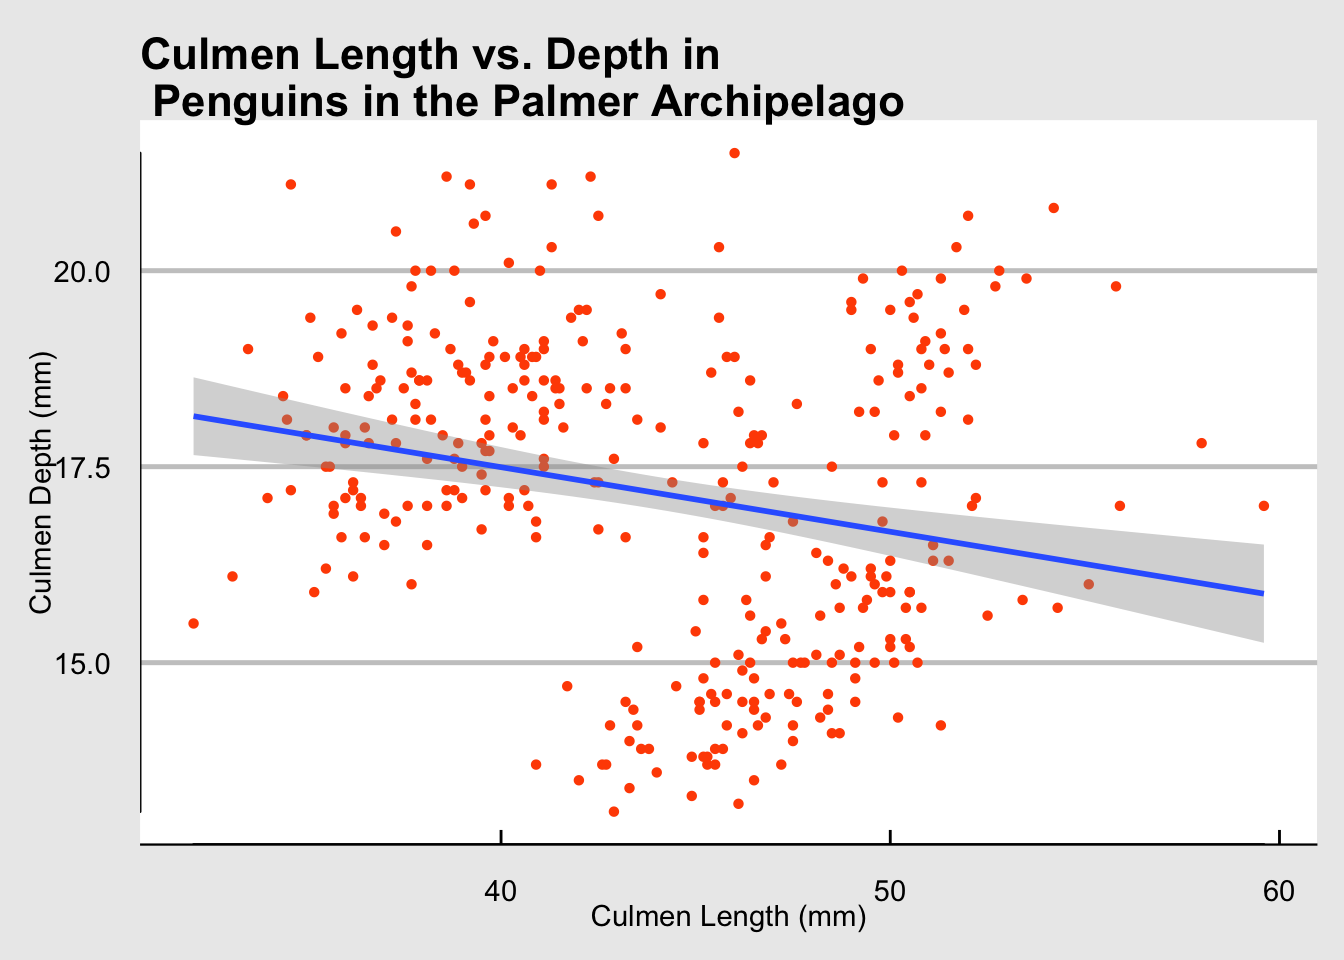 Culmen Length vs. Depth in
Penguins in the Palmer Archipelago
Culmen Depth (mm)
20.0
17.5
15.0
40
50
60
Culmen Length (mm)